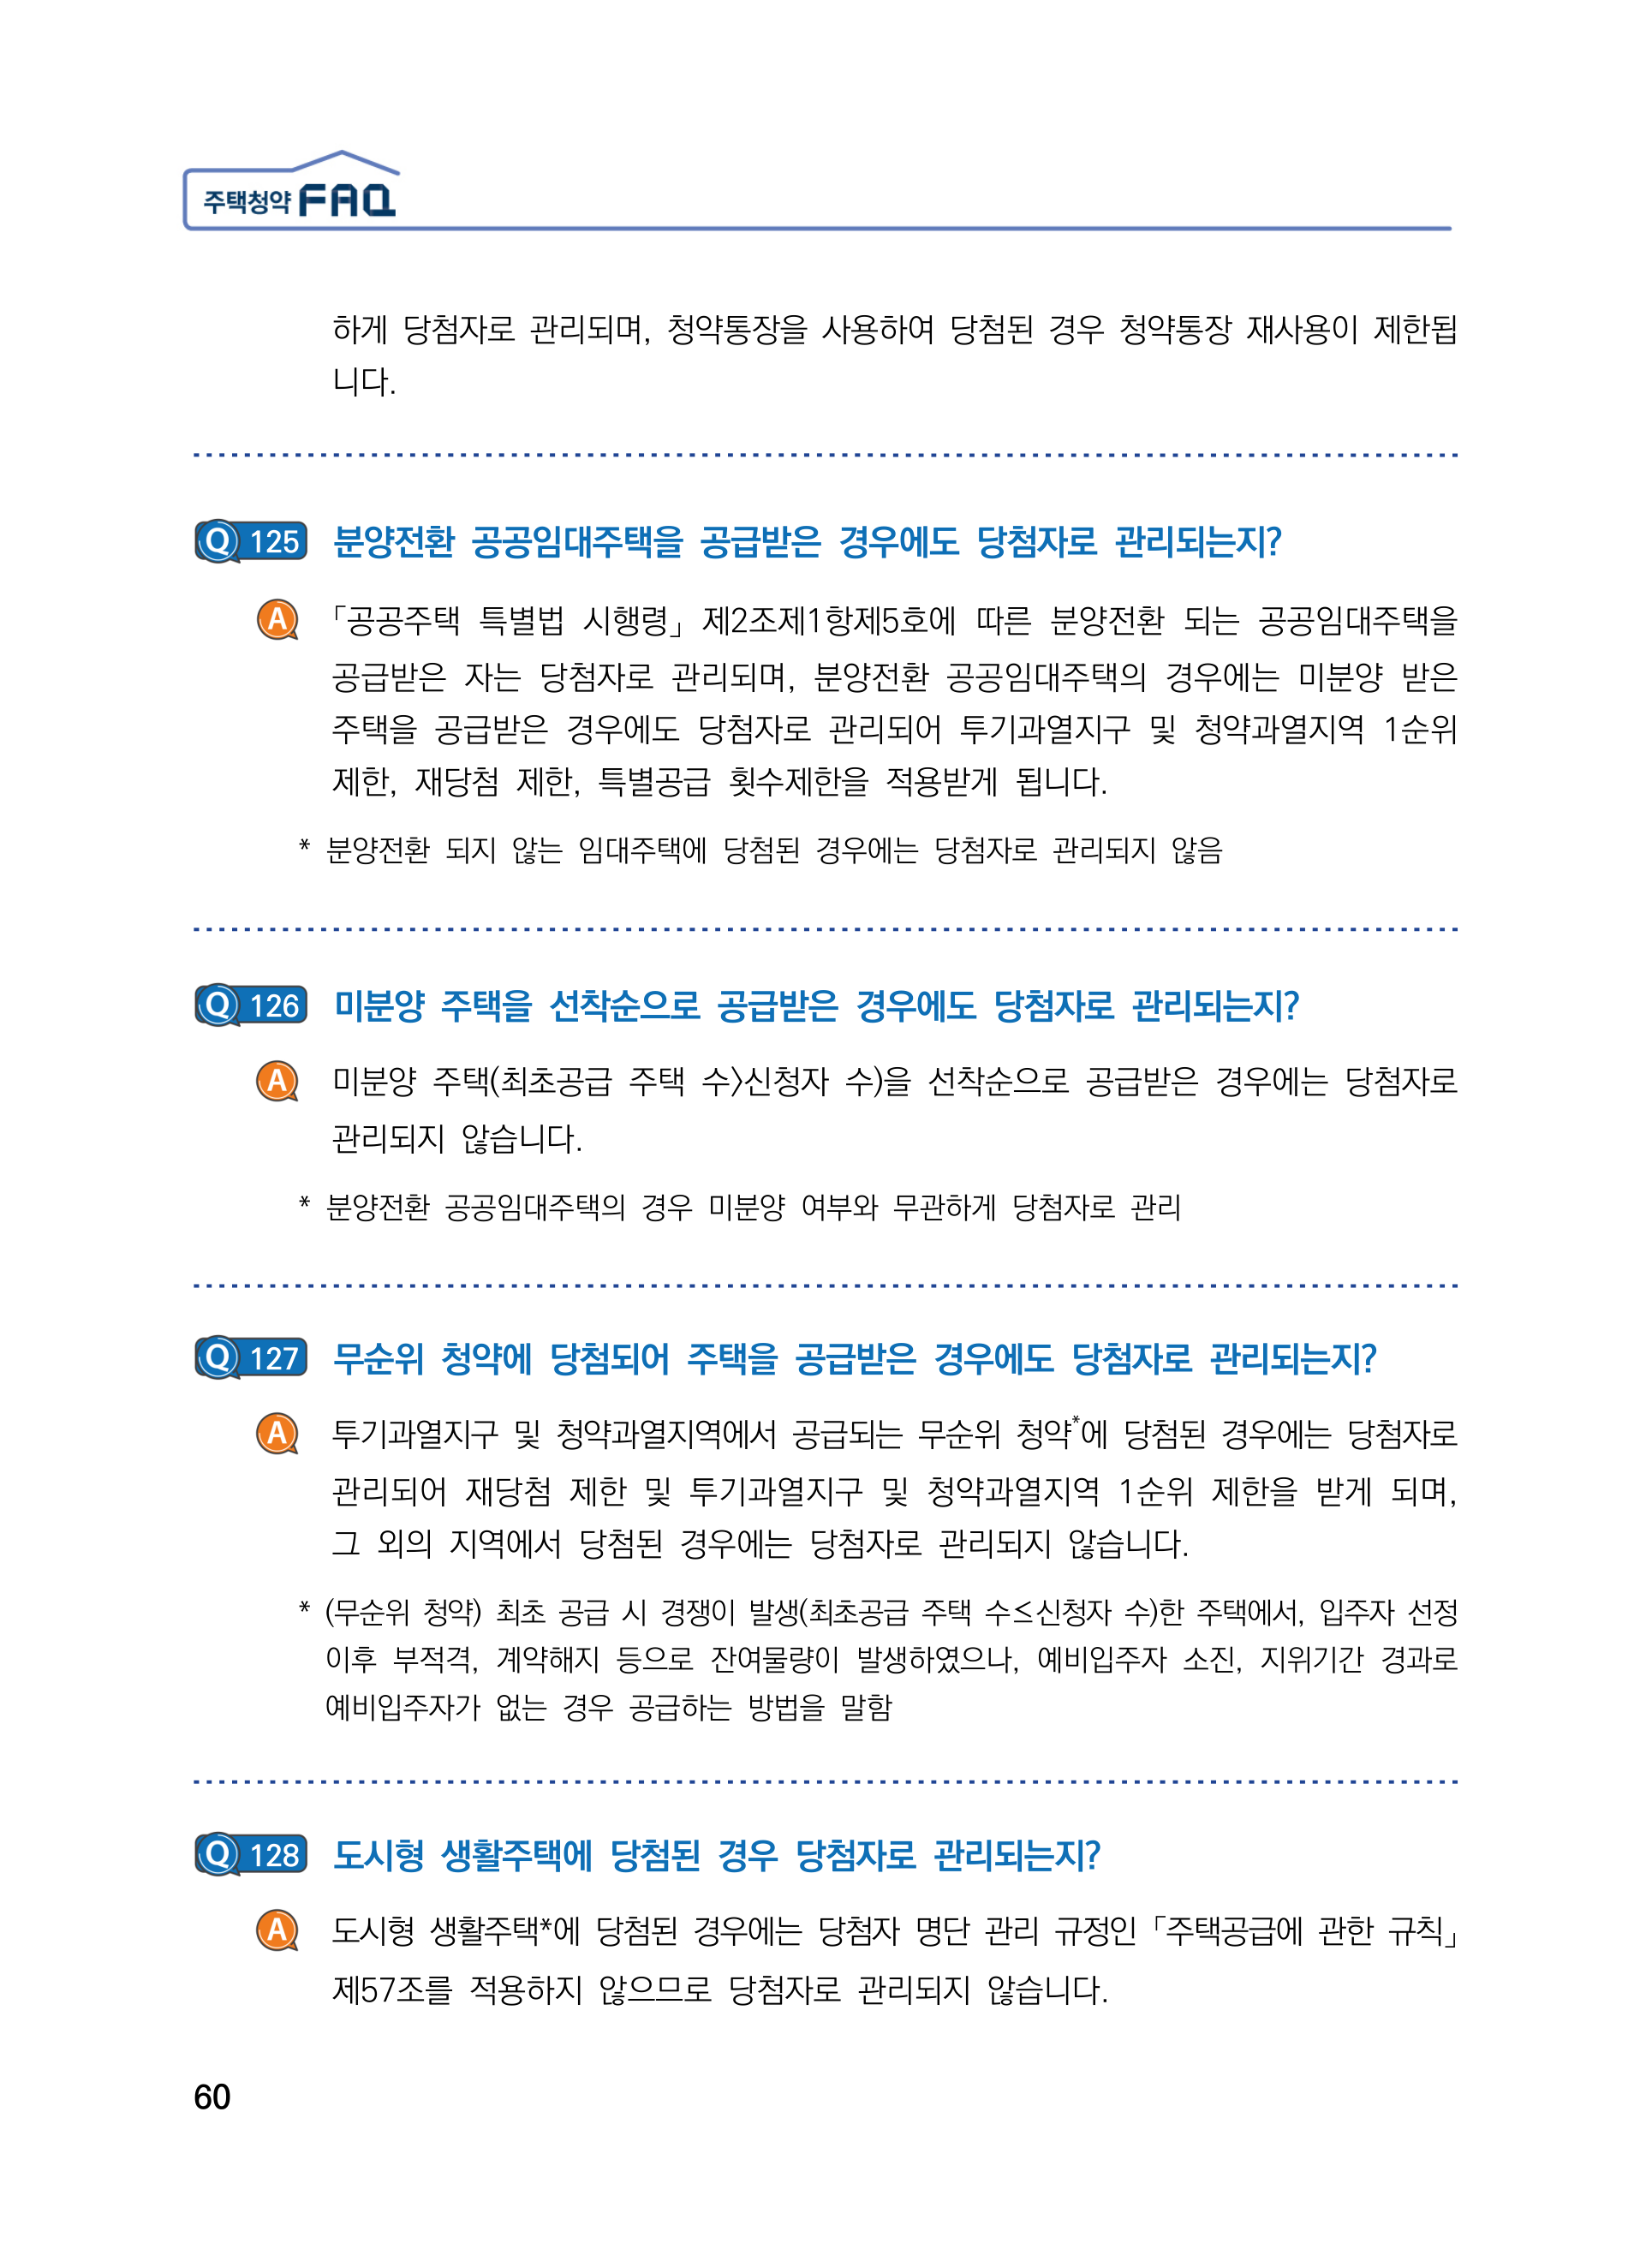 주택청약 FAQ
하게 당첨자로 관리되며, 청약통장을 사용하여 당첨된 경우 청약통장 재사용이 제한됩
니다.
Q 125 분양전환 공공임대주택을 공급받은 경우에도 당첨자로 관리되는지?
A 「공공주택 특별법 시행령」 제2조제1항제5호에 따른 분양전환 되는 공공임대주택을
공급받은 자는 당첨자로 관리되며, 분양전환 공공임대주택의 경우에는 미분양 받은
주택을 공급받은 경우에도 당첨자로 관리되어 투기과열지구 및 청약과열지역 1순위
제한, 재당첨 제한, 특별공급 횟수제한을 적용받게 됩니다.
* 분양전환 되지 않는 임대주택에 당첨된 경우에는 당첨자로 관리되지 않음
Q 126 미분양 주택을 선착순으로 공급받은 경우에도 당첨자로 관리되는지?
A 미분양 주택(최초공급 주택 수>신청자 수)을 선착순으로 공급받은 경우에는 당첨자로
관리되지 않습니다.
* 분양전환 공공임대주택의 경우 미분양 여부와 무관하게 당첨자로 관리
Q 127 무순위 청약에 당첨되어 주택을 공급받은 경우에도 당첨자로 관리되는지?
A 투기과열지구 및 청약과열지역에서 공급되는 무순위 청약*에 당첨된 경우에는 당첨자로
관리되어 재당첨 제한 및 투기과열지구 및 청약과열지역 1순위 제한을 받게 되며,
그 외의 지역에서 당첨된 경우에는 당첨자로 관리되지 않습니다.
* (무순위 청약) 최초 공급 시 경쟁이 발생(최초공급 주택 수≤신청자 수)한 주택에서, 입주자 선정
이후 부적격, 계약해지 등으로 잔여물량이 발생하였으나, 예비입주자 소진, 지위기간 경과로
예비입주자가 없는 경우 공급하는 방법을 말함
Q 128 도시형 생활주택에 당첨된 경우 당첨자로 관리되는지?
A 도시형 생활주택*에 당첨된 경우에는 당첨자 명단 관리 규정인 「주택공급에 관한 규칙」
제57조를 적용하지 않으므로 당첨자로 관리되지 않습니다.
60